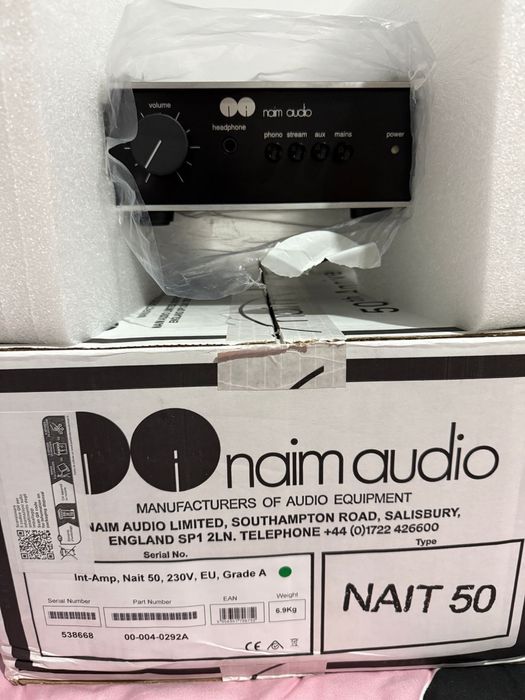 volume
naim audio
headphone
phono stream aux mains
power
naim audio
MANUFACTURERS OF AUDIO EQUIPMENT
NAIM AUDIO LIMITED, SOUTHAMPTON ROAD, SALISBURY,
ENGLAND SP1 2LN. TELEPHONE +44 (0)1722 426600
Serial No.
Type
Int-Amp, Nait 50, 230V, EU, Grade A
NAIT 50
Serial Number
Part Number
EAN
Weight
6.9Kg
538668
00-004-0292A
CE